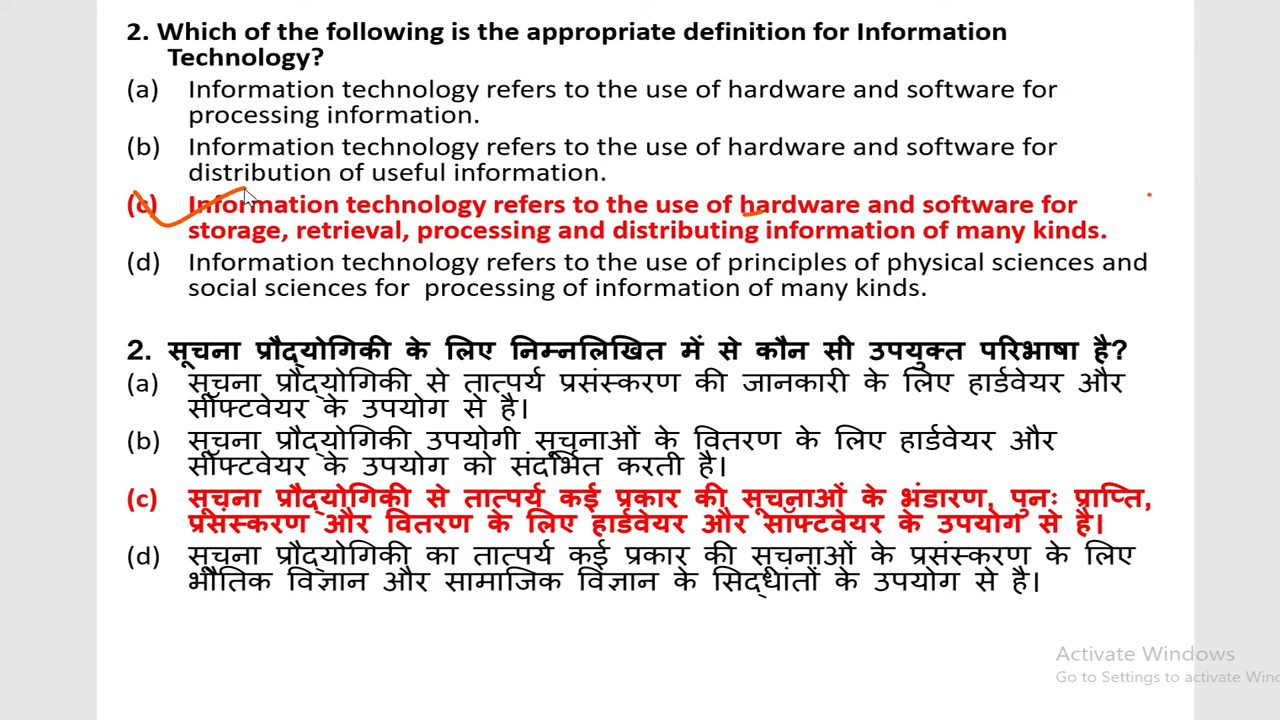 2. Which of the following is the appropriate definition for Information
Technology?
(a) Information technology refers to the use of hardware and software for
processing information.
(b) Information technology refers to the use of hardware and software for
distribution of useful information.
(c) Information technology refers to the use of hardware and software for
storage, retrieval, processing and distributing information of many kinds.
(d) Information technology refers to the use of principles of physical sciences and
social sciences for processing of information of many kinds.
2. सूचना प्रौद्योगिकी के लिए निम्नलिखित में से कौन सी उपयुक्त परिभाषा है?
(a) सूचना प्रौद्योगिकी से तात्पर्य प्रसंस्करण की जानकारी के लिए हार्डवेयर और
सॉफ्टवेयर के उपयोग से है।
(b) सूचना प्रौद्योगिकी उपयोगी सूचनाओं के वितरण के लिए हार्डवेयर और
सॉफ्टवेयर के उपयोग को संदर्भित करती है।
(c) सूचना प्रौद्योगिकी से तात्पर्य कई प्रकार की सूचनाओं के भंडारण, पुनः प्राप्ति,
प्रसंस्करण और वितरण के लिए हार्डवेयर और सॉफ्टवेयर के उपयोग से है।
(d) सूचना प्रौद्योगिकी का तात्पर्य कई प्रकार की सूचनाओं के प्रसंस्करण के लिए
भौतिक विज्ञान और सामाजिक विज्ञान के सिद्धांतों के उपयोग से है।
Activate Windows
Go to Settings to activate Wind